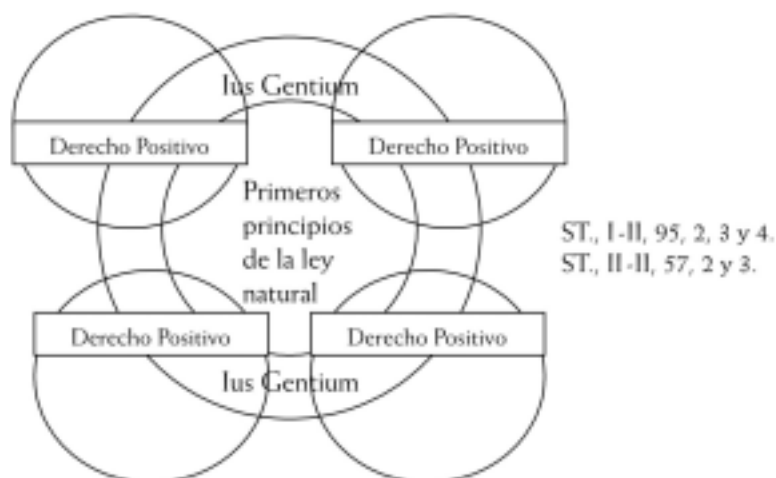 Ius Gentium
Derecho Positivo
Derecho Positivo
Primeros
principios
de la ley
natural
ST., I-II, 95, 2, 3 y 4.
ST., II-II, 57, 2 y 3.
Derecho Positivo
Derecho Positivo
Ius Gentium